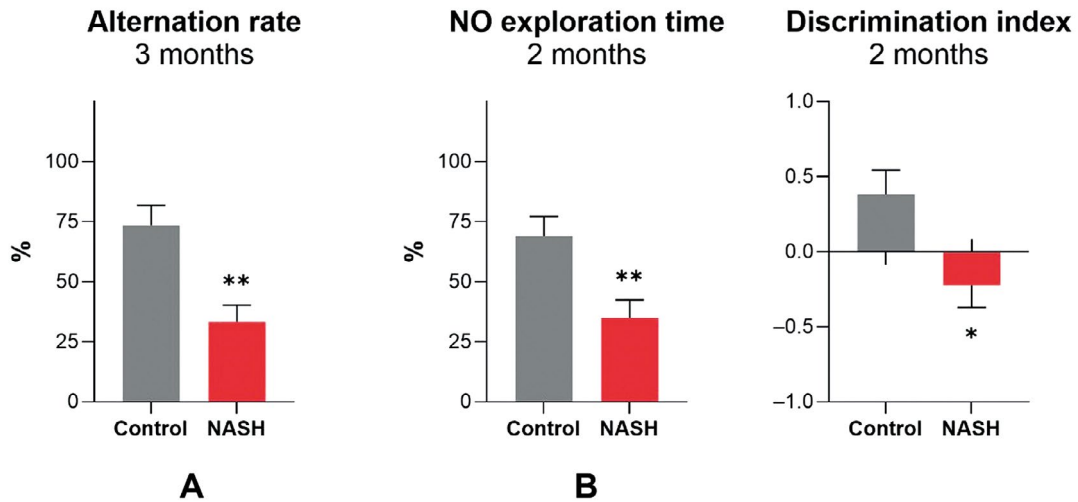 Alternation rate
3 months
%
100
75
50
25
0
**
Control NASH
A
NO exploration time
2 months
%
100
75
50
25
0
**
Control NASH
B
Discrimination index
2 months
1.0
0.5
0.0
–0.5
–1.0
*
Control NASH